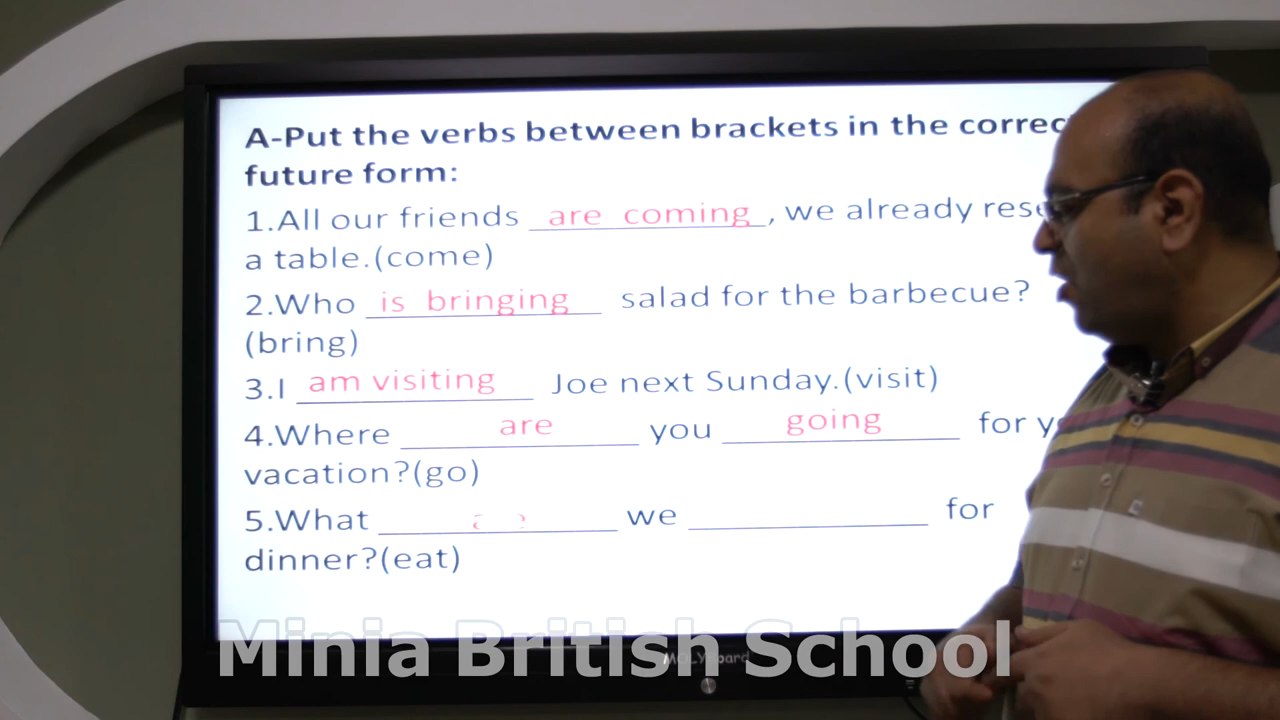 A-Put the verbs between brackets in the
future form:
1.All our friends are coming, we already
a table.(come)
2.Who is bringing salad for the barbecue?
(bring)
3.I am visiting Joe next Sunday.(visit)
4.Where are you going for
vacation?(go)
5.What ________ we ________ for
dinner?(eat)
Minia British School